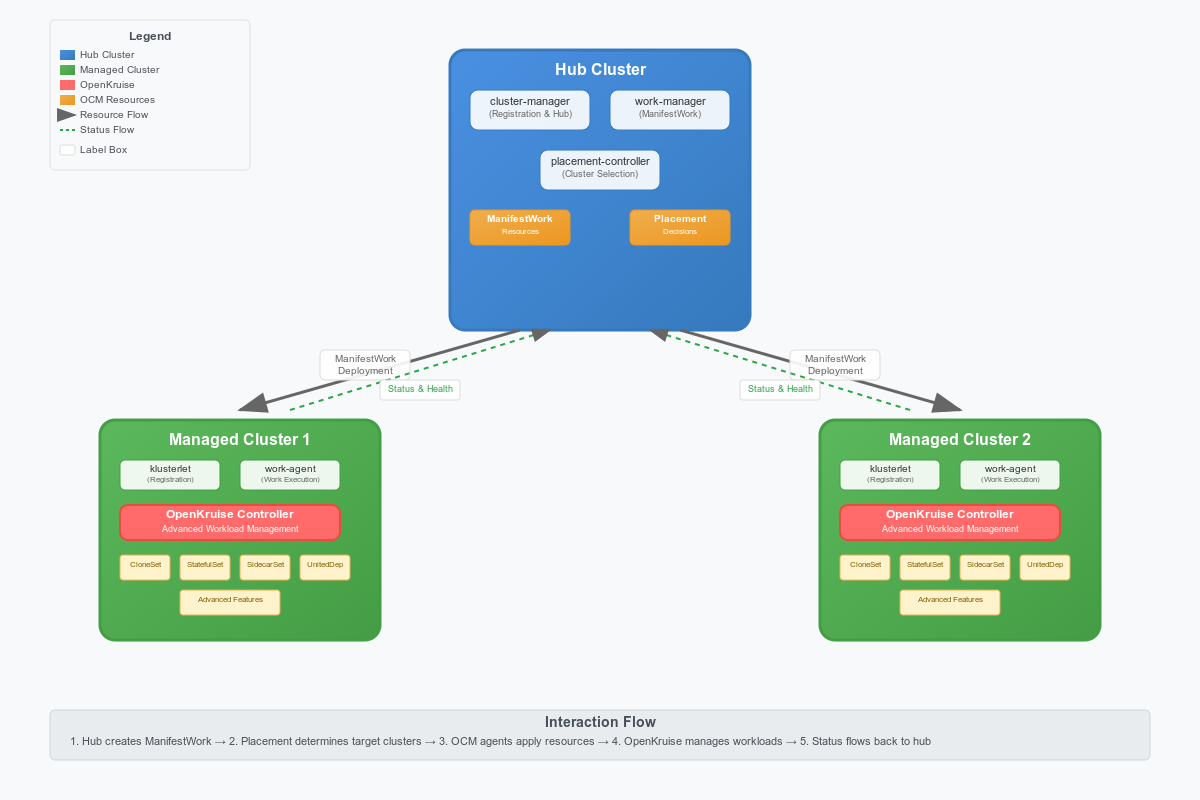 Legend
Hub Cluster
Managed Cluster
OpenKruise
OCM Resources
Resource Flow
Status Flow
Label Box
Hub Cluster
cluster-manager
(Registration & Hub)
work-manager
(ManifestWork)
placement-controller
(Cluster Selection)
ManifestWork
Resources
Placement
Decisions
ManifestWork
Deployment
Status & Health
ManifestWork
Deployment
Status & Health
Managed Cluster 1
klusterlet
(Registration)
work-agent
(Work Execution)
OpenKruise Controller
Advanced Workload Management
CloneSet
StatefulSet
SidecarSet
UnitedDep
Advanced Features
Managed Cluster 2
klusterlet
(Registration)
work-agent
(Work Execution)
OpenKruise Controller
Advanced Workload Management
CloneSet
StatefulSet
SidecarSet
UnitedDep
Advanced Features
Interaction Flow
1. Hub creates ManifestWork → 2. Placement determines target clusters → 3. OCM agents apply resources → 4. OpenKruise manages workloads → 5. Status flows back to hub